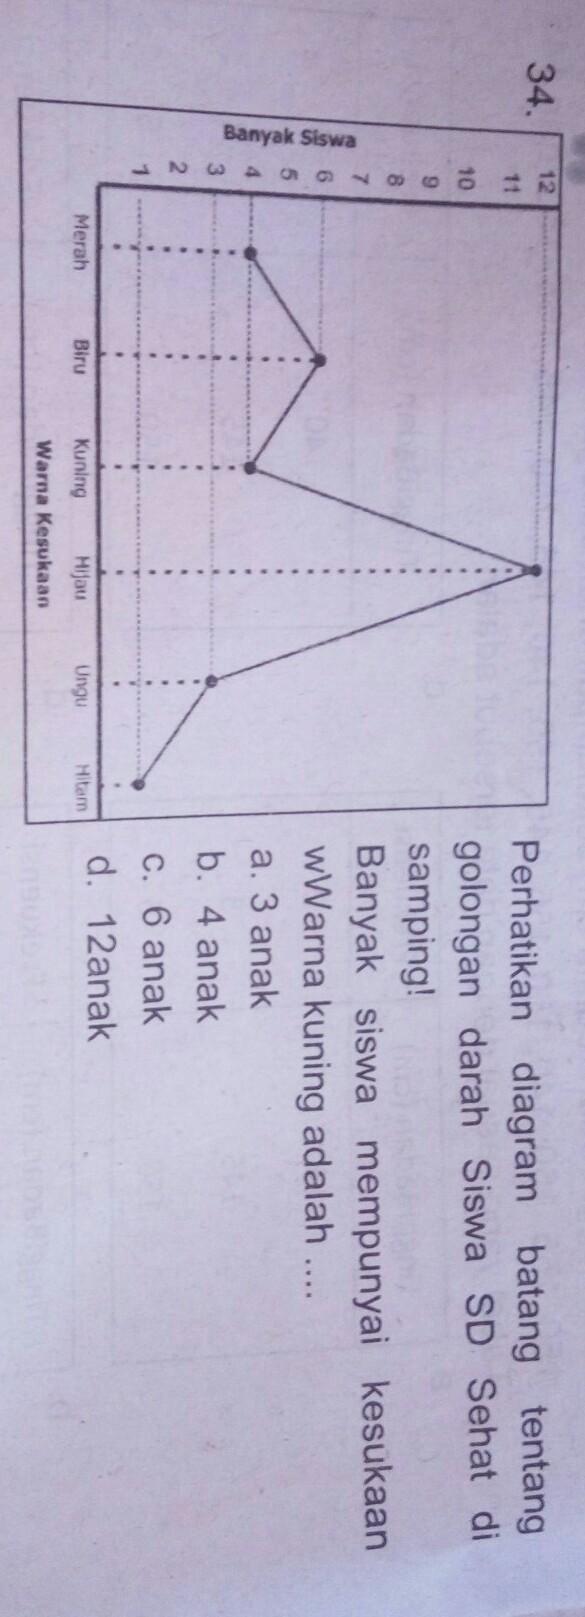 34.
Banyak Siswa
12
11
10
9
8
7
6
5
4
3
2
1
Merah Biru Kuning Hijau Ungu Hitam
Warna Kesukaan
Perhatikan diagram batang tentang
golongan darah Siswa SD Sehat di
samping!
Banyak siswa mempunyai kesukaan
wWarna kuning adalah ....
a. 3 anak
b. 4 anak
c. 6 anak
d. 12anak